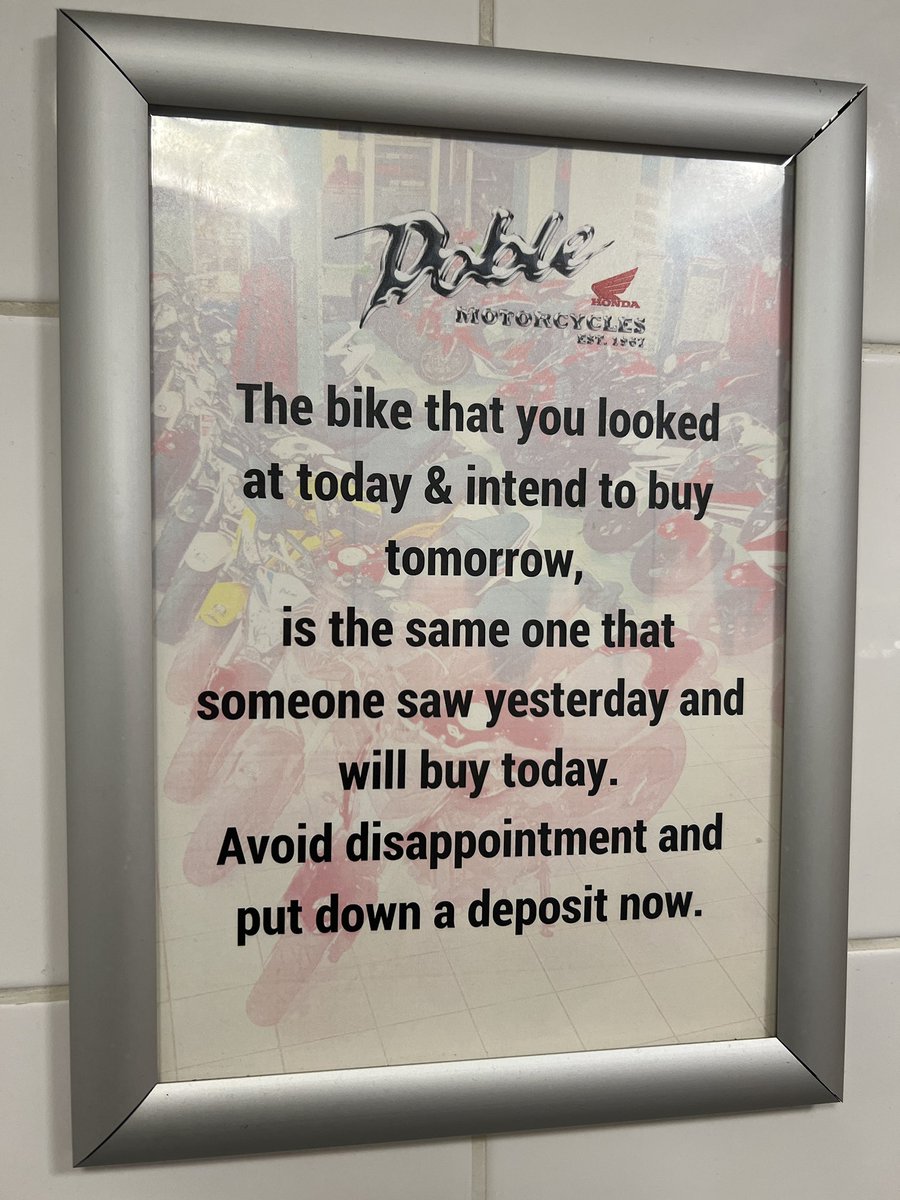 Doble
HONDA
MOTORCYCLES
EST. 1967
The bike that you looked
at today & intend to buy
tomorrow,
is the same one that
someone saw yesterday and
will buy today.
Avoid disappointment and
put down a deposit now.